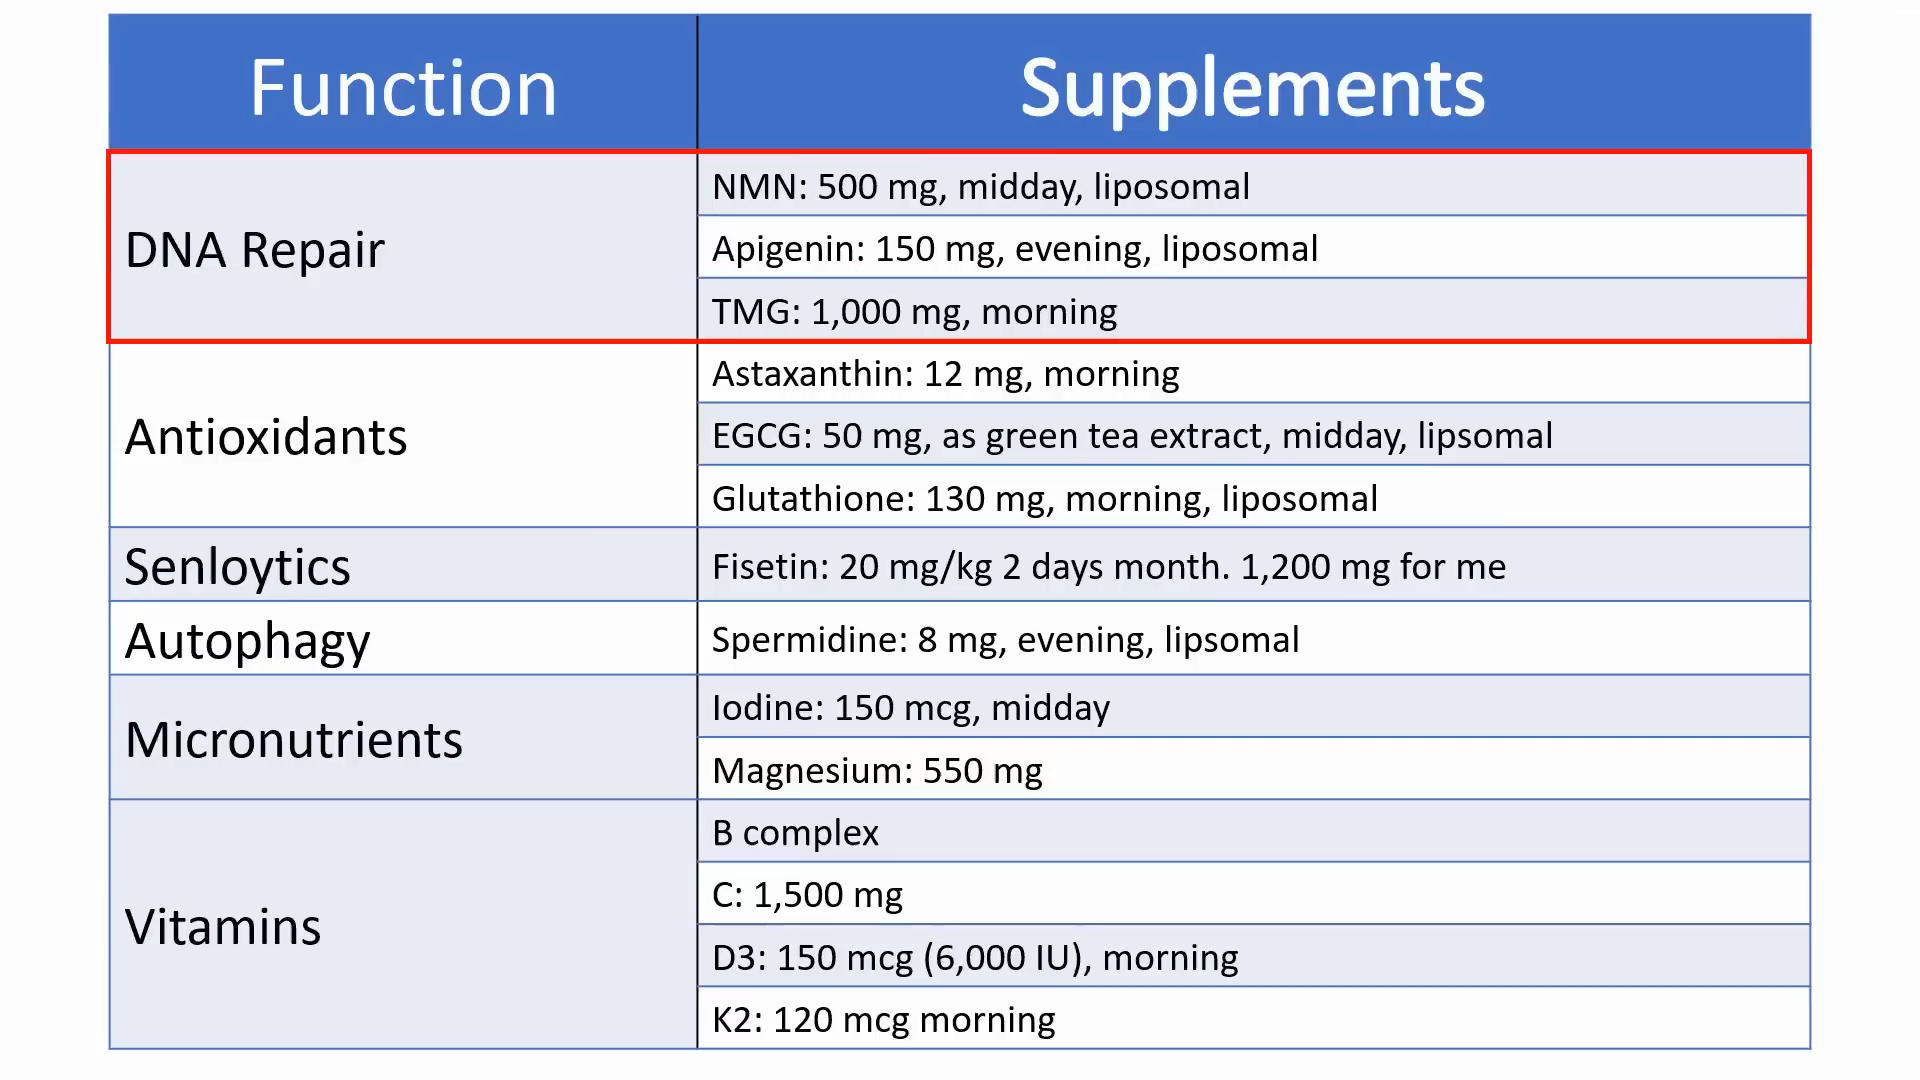 Function
Supplements
DNA Repair
NMN: 500 mg, midday, liposomal
Apigenin: 150 mg, evening, liposomal
TMG: 1,000 mg, morning
Antioxidants
Astaxanthin: 12 mg, morning
EGCG: 50 mg, as green tea extract, midday, lipsomal
Glutathione: 130 mg, morning, liposomal
Senloytics
Fisetin: 20 mg/kg 2 days month. 1,200 mg for me
Autophagy
Spermidine: 8 mg, evening, lipsomal
Micronutrients
Iodine: 150 mcg, midday
Magnesium: 550 mg
Vitamins
B complex
C: 1,500 mg
D3: 150 mcg (6,000 IU), morning
K2: 120 mcg morning